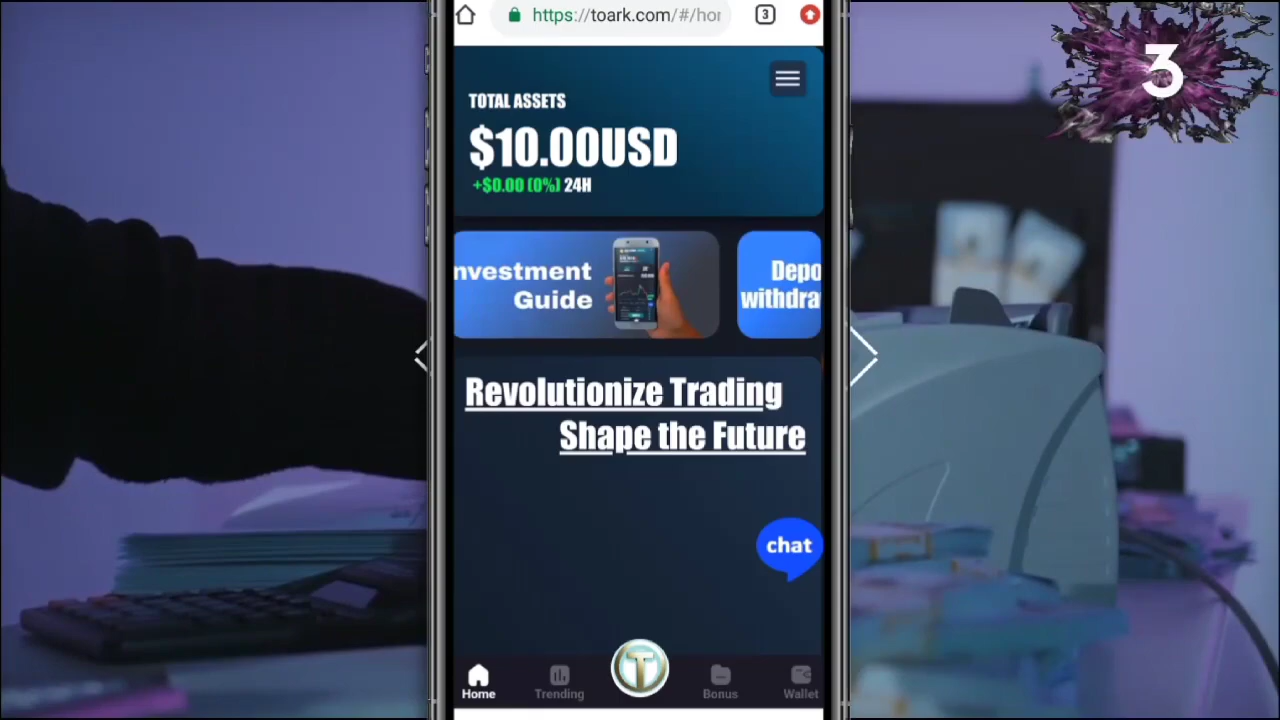 3
https://toark.com/#/hor
3
TOTAL ASSETS
$10.00USD
+$0.00 (0%) 24H
nvestment
Guide
Depo
withdra
Revolutionize Trading
Shape the Future
chat
T
Home
Trending
Bonus
Wallet